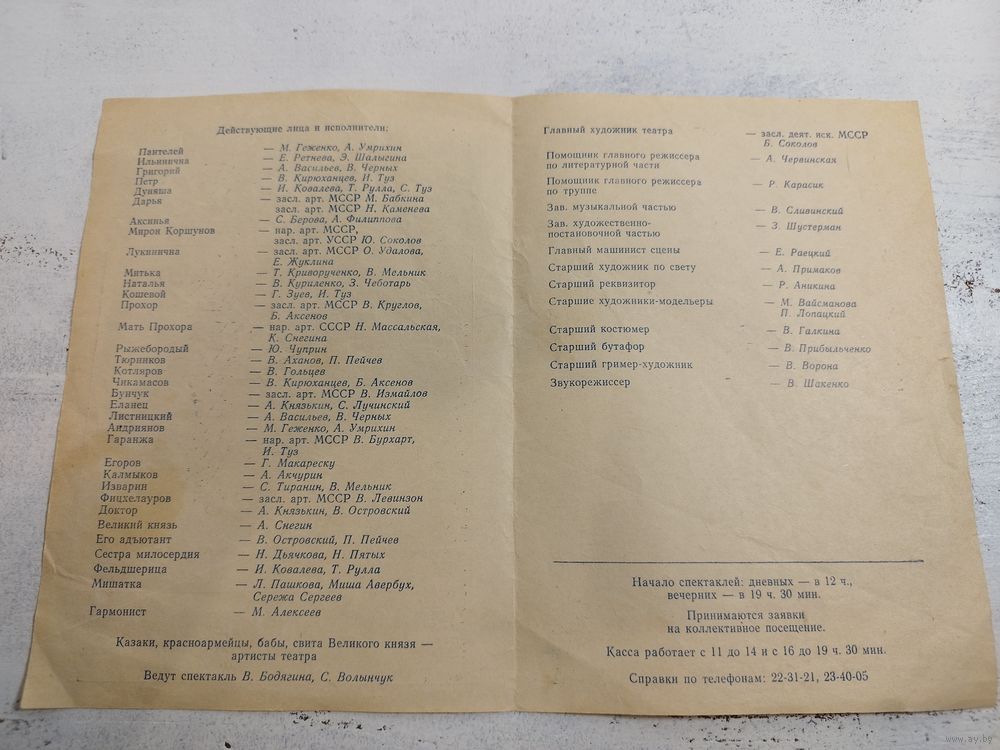 Действующие лица и исполнители:
Пантелей — М. Геженко, А. Умрихин
Ильинична — Е. Ретнева, Э. Шалыгина
Григорий — А. Васильев, В. Черных
Петр — В. Кирюханцев, И. Туз
Дуняша — И. Ковалева, Т. Рулла, С. Туз
Дарья — засл. арт. МССР М. Бабкина
засл. арт. МССР Н. Каменева
Аксинья — С. Берова, А. Филиппова
Мирон Коршунов — нар. арт. МССР,
засл. арт. УССР Ю. Соколов
Лукинична — засл. арт. МССР О. Удалова,
Е. Жуклина
Митька — Т. Криворученко, В. Мельник
Наталья — В. Куриленко, З. Чеботарь
Кошевой — Г. Зуев, И. Туз
Прохор — засл. арт. МССР В. Круглов,
Б. Аксенов
Мать Прохора — нар. арт. СССР Н. Массальская,
К. Снегина
Рыжебородый — Ю. Чуприн
Тюрников — В. Аханов, П. Пейчев
Котляров — В. Гольцев
Чикамасов — В. Кирюханцев, Б. Аксенов
Бунчук — засл. арт. МССР В. Измайлов
Еланец — А. Князькин, С. Лучинский
Листницкий — А. Васильев, В. Черных
Андриянов — М. Геженко, А. Умрихин
Гаранжа — нар. арт. МССР В. Бурхарт,
И. Туз
Егоров — Г. Макареску
Калмыков — А. Акчурин
Изварин — С. Тиранин, В. Мельник
Фицхелауров — засл. арт. МССР В. Левинзон
Доктор — А. Князькин, В. Островский
Великий князь — А. Снегин
Его адъютант — В. Островский, П. Пейчев
Сестра милосердия — Н. Дьячкова, Н. Пятых
Фельдшерица — И. Ковалева, Т. Рулла
Мишатка — Л. Пашкова, Миша Авербух,
Сережа Сергеев
Гармонист — М. Алексеев
Казаки, красноармейцы, бабы, свита Великого князя —
артисты театра
Ведут спектакль В. Бодягина, С. Волынчук
Главный художник театра — засл. деят. иск. МССР
Б. Соколов
Помощник главного режиссера
по литературной части — А. Червинская
Помощник главного режиссера
по труппе — Р. Карасик
Зав. музыкальной частью — В. Сливинский
Зав. художественно-
постановочной частью — З. Шустерман
Главный машинист сцены — Е. Раецкий
Старший художник по свету — А. Примаков
Старший реквизитор — Р. Аникина
Старшие художники-модельеры — М. Вайсманова
П. Лопацкий
Старший костюмер — В. Галкина
Старший бутафор — В. Прибыльченко
Старший гример-художник — В. Ворона
Звукорежиссер — В. Шакенко
Начало спектаклей: дневных — в 12 ч.,
вечерних — в 19 ч. 30 мин.
Принимаются заявки
на коллективное посещение.
Касса работает с 11 до 14 и с 16 до 19 ч. 30 мин.
Справки по телефонам: 22-31-21, 23-40-05
www.ay.by